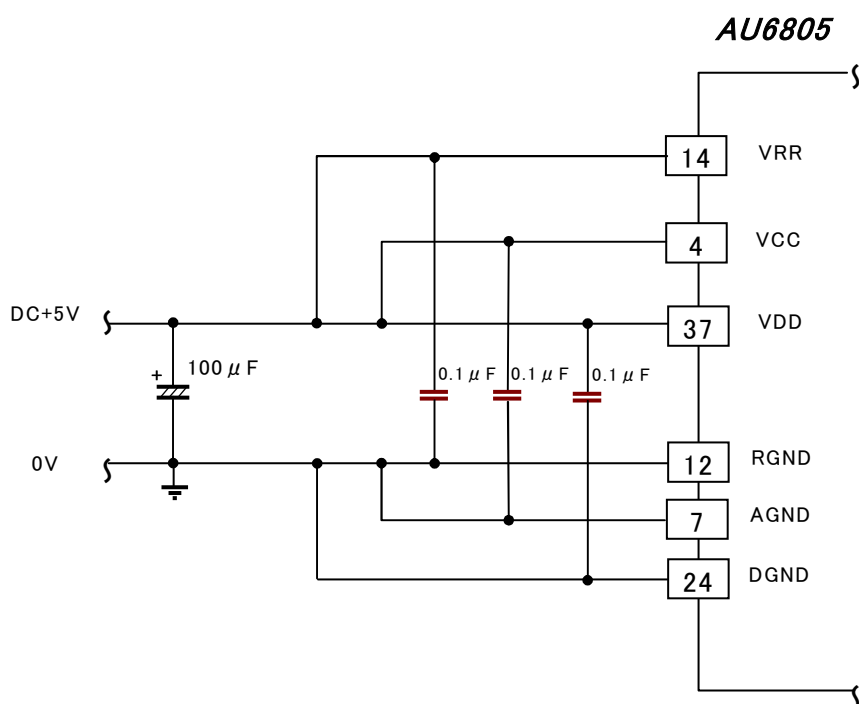 AU6805
14 VRR
4 VCC
DC+5V
37 VDD
+ 100μF
0.1μF 0.1μF 0.1μF
0V
12 RGND
7 AGND
24 DGND